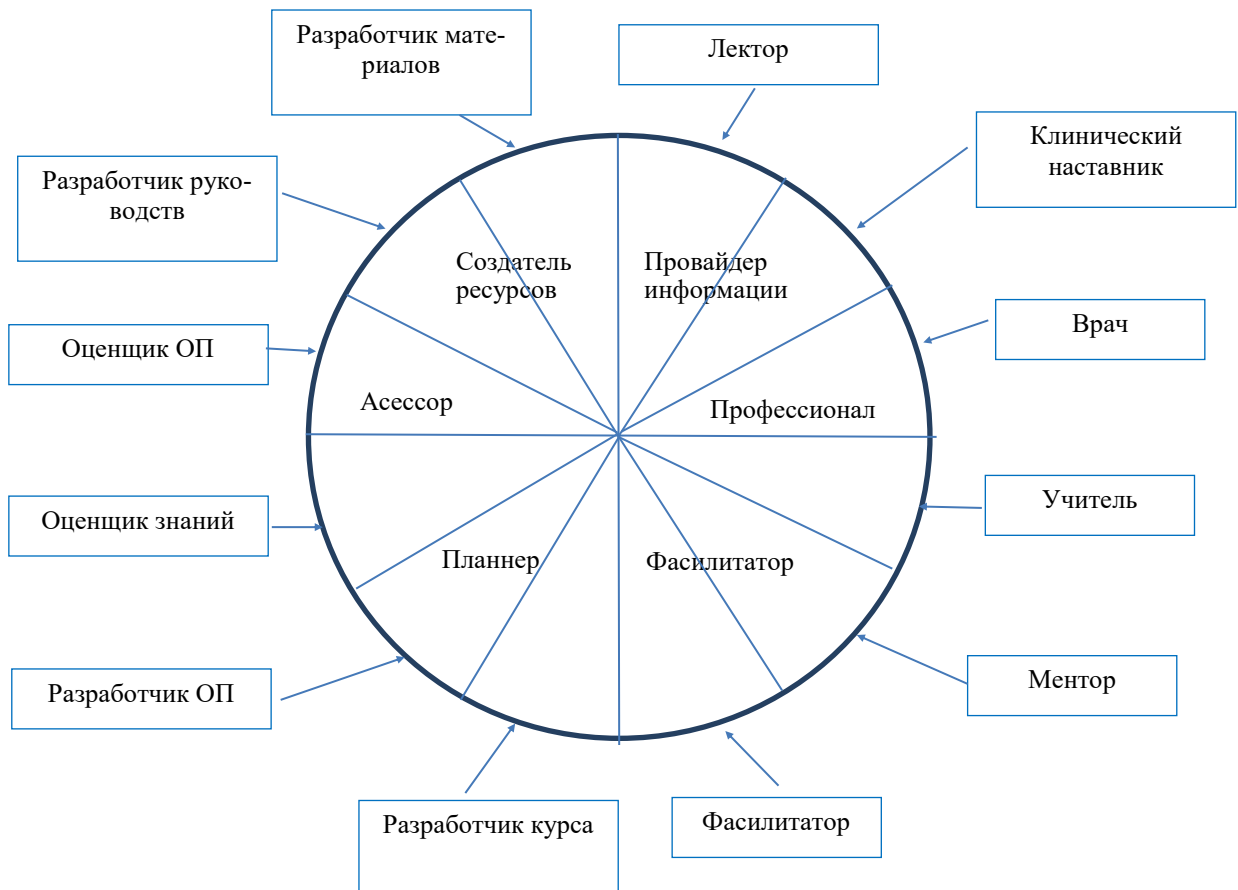 Разработчик мате-
риалов
Лектор
Клинический
наставник
Разработчик руко-
водств
Создатель
ресурсов
Провайдер
информации
Врач
Оценщик ОП
Асессор
Профессионал
Учитель
Оценщик знаний
Планнер
Фасилитатор
Ментор
Разработчик ОП
Разработчик курса
Фасилитатор